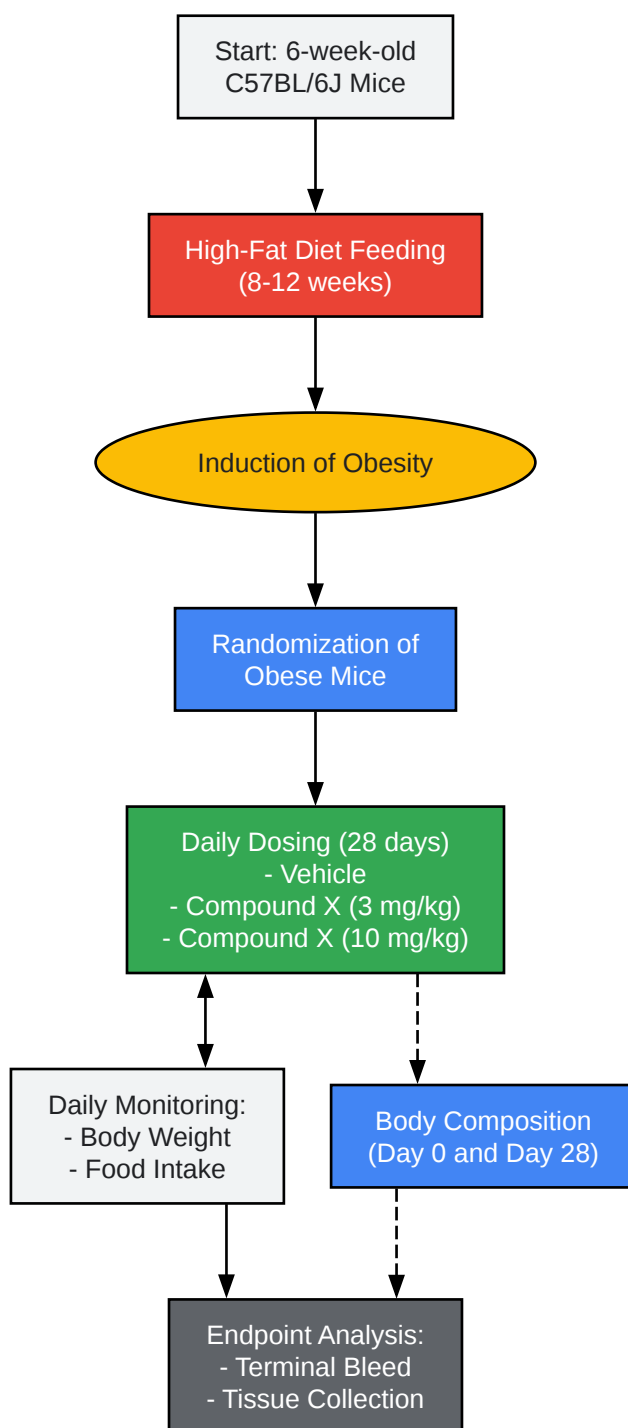 Start: 6-week-old
C57BL/6J Mice
High-Fat Diet Feeding
(8-12 weeks)
Induction of Obesity
Randomization of
Obese Mice
Daily Dosing (28 days)
- Vehicle
- Compound X (3 mg/kg)
- Compound X (10 mg/kg)
Daily Monitoring:
- Body Weight
- Food Intake
Body Composition
(Day 0 and Day 28)
Endpoint Analysis:
- Terminal Bleed
- Tissue Collection